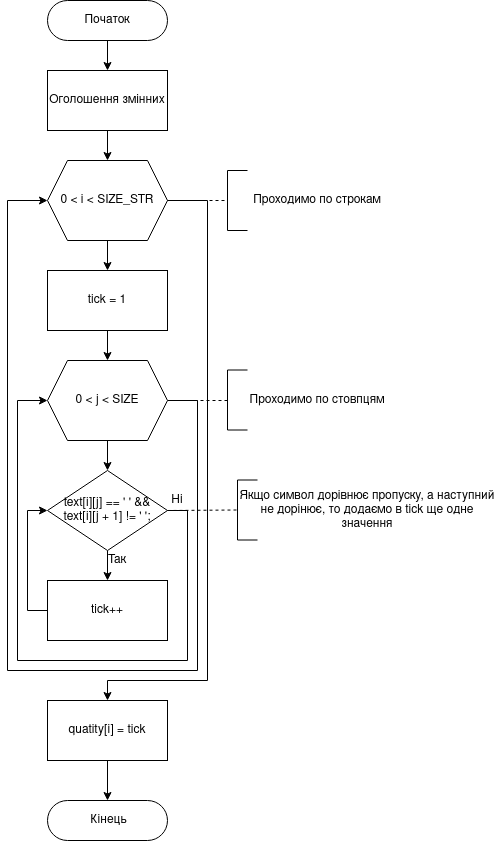 Початок
Оголошення змінних
0 < i < SIZE_STR
Проходимо по строкам
tick = 1
0 < j < SIZE
Проходимо по стовпцям
text[i][j] == ' ' &&
text[i][j + 1] != ' ';
Ні
Якщо символ дорівнює пропуску, а наступний
не дорінює, то додаємо в tick ще одне
значення
Так
tick++
quatity[i] = tick
Кінець